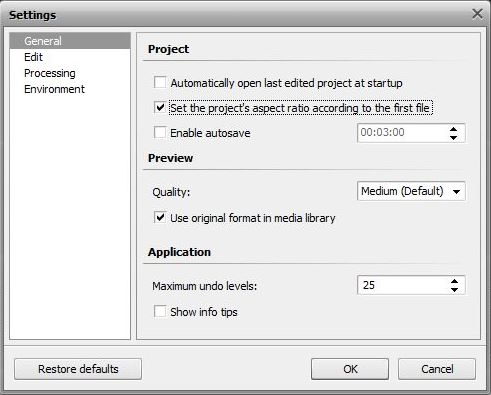 Settings
General
Edit
Processing
Environment
Project
Automatically open last edited project at startup
Set the project's aspect ratio according to the first file
Enable autosave 00:03:00
Preview
Quality: Medium (Default)
Use original format in media library
Application
Maximum undo levels: 25
Show info tips
Restore defaults OK Cancel